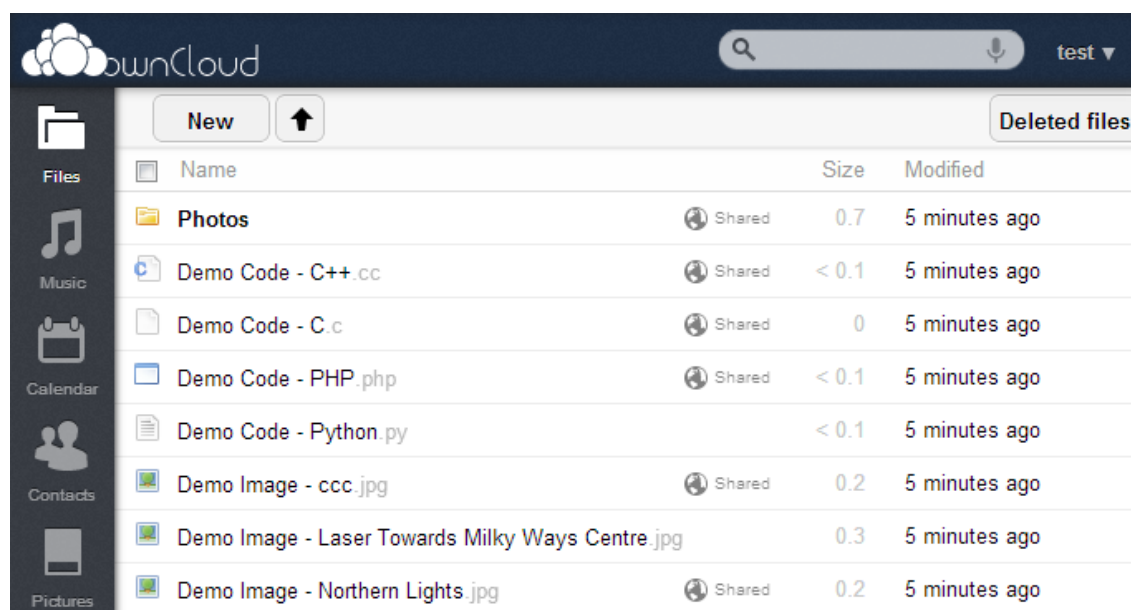 ownCloud
test ▼
New
Deleted files
Name Size Modified
Files
Photos Shared 0.7 5 minutes ago
Music
Demo Code - C++.cc Shared < 0.1 5 minutes ago
Demo Code - C.c Shared 0 5 minutes ago
Calendar
Demo Code - PHP.php Shared < 0.1 5 minutes ago
Demo Code - Python.py < 0.1 5 minutes ago
Contacts
Demo Image - ccc.jpg Shared 0.2 5 minutes ago
Demo Image - Laser Towards Milky Ways Centre.jpg 0.3 5 minutes ago
Pictures
Demo Image - Northern Lights.jpg Shared 0.2 5 minutes ago